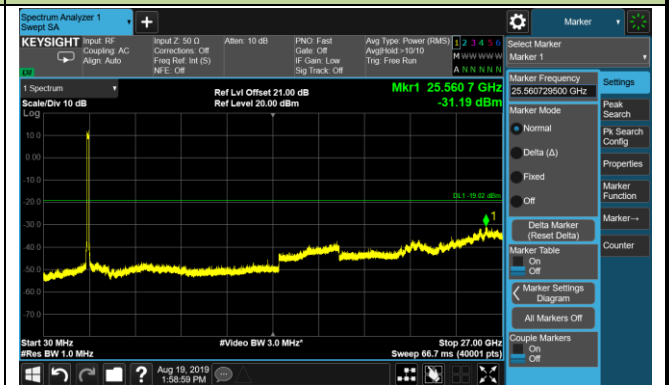 Spectrum Analyzer 1
Swept SA
Marker
KEYSIGHT
Input: RF
Coupling: AC
Align: Auto
Input Z: 50 Ω
Corrections: Off
Freq Ref: Int (S)
NFE: Off
Atten: 10 dB
PNO: Fast
Gate: Off
IF Gain: Low
Sig Track: Off
Avg Type: Power (RMS)
Avg|Hold:>10/10
Trig: Free Run
1 2 3 4 5 6
M W W W W W
A N N N N N
Select Marker
Marker 1
1 Spectrum
Scale/Div 10 dB
Log
Ref Lvl Offset 21.00 dB
Ref Level 20.00 dBm
Mkr1 25.560 7 GHz
-31.19 dBm
10.0
0.00
-10.0
-20.0
-30.0
-40.0
-50.0
-60.0
-70.0
DL1 -19.02 dBm
1
Start 30 MHz
#Res BW 1.0 MHz
#Video BW 3.0 MHz*
Stop 27.00 GHz
Sweep 66.7 ms (40001 pts)
Marker Frequency
25.560729500 GHz
Marker Mode
Normal
Delta (Δ)
Fixed
Off
Delta Marker
(Reset Delta)
Marker Table
On
Off
Marker Settings
Diagram
All Markers Off
Couple Markers
On
Off
Settings
Peak
Search
Pk Search
Config
Properties
Marker
Function
Marker→
Counter
Aug 19, 2019
1:58:59 PM